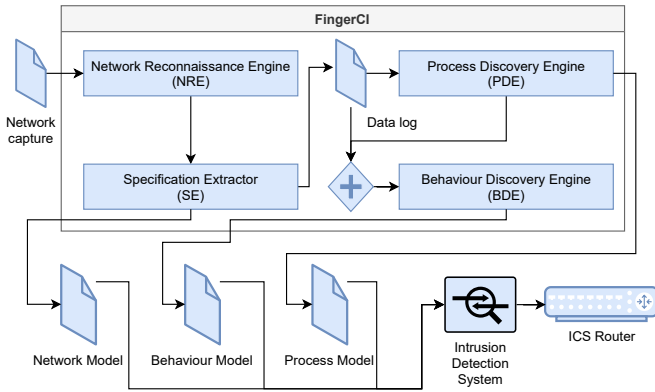 FingerCI
Network Reconnaissance Engine
(NRE)
Process Discovery Engine
(PDE)
Network
capture
Data log
Specification Extractor
(SE)
Behaviour Discovery Engine
(BDE)
Network Model
Behaviour Model
Process Model
Intrusion
Detection
System
ICS Router